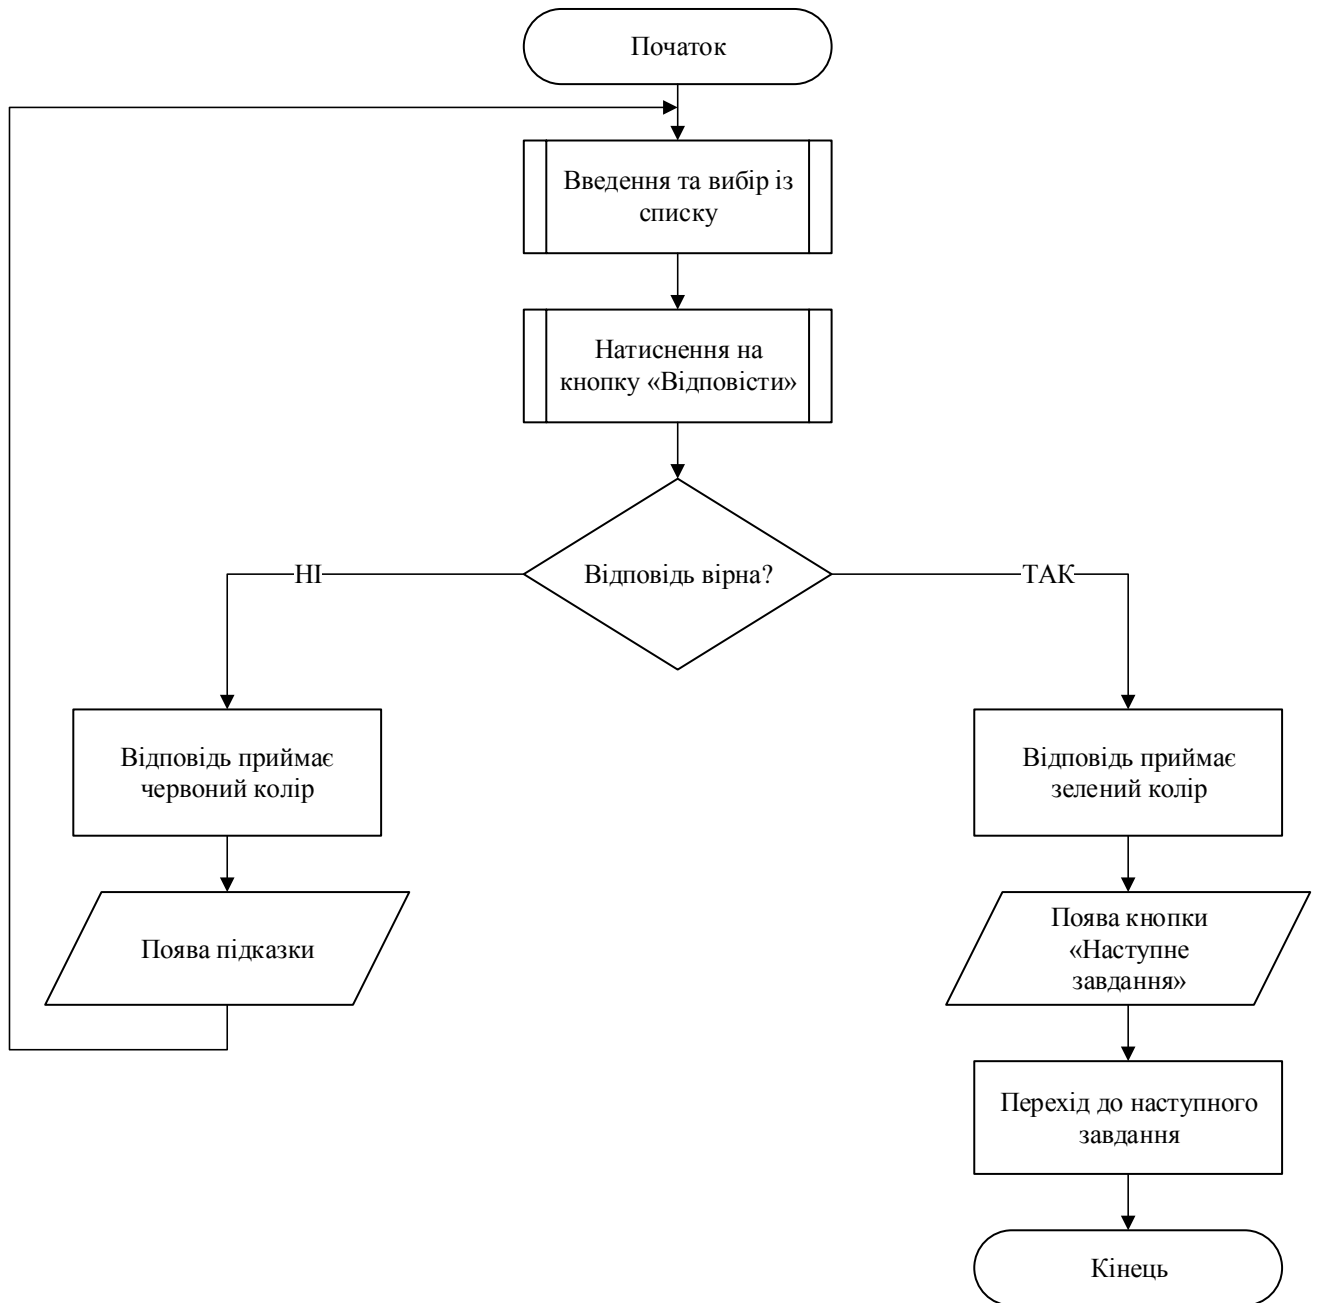 Початок
Введення та вибір із
списку
Натиснення на
кнопку «Відповісти»
Відповідь вірна?
НІ
ТАК
Відповідь приймає
червоний колір
Відповідь приймає
зелений колір
Поява підказки
Поява кнопки
«Наступне
завдання»
Перехід до наступного
завдання
Кінець